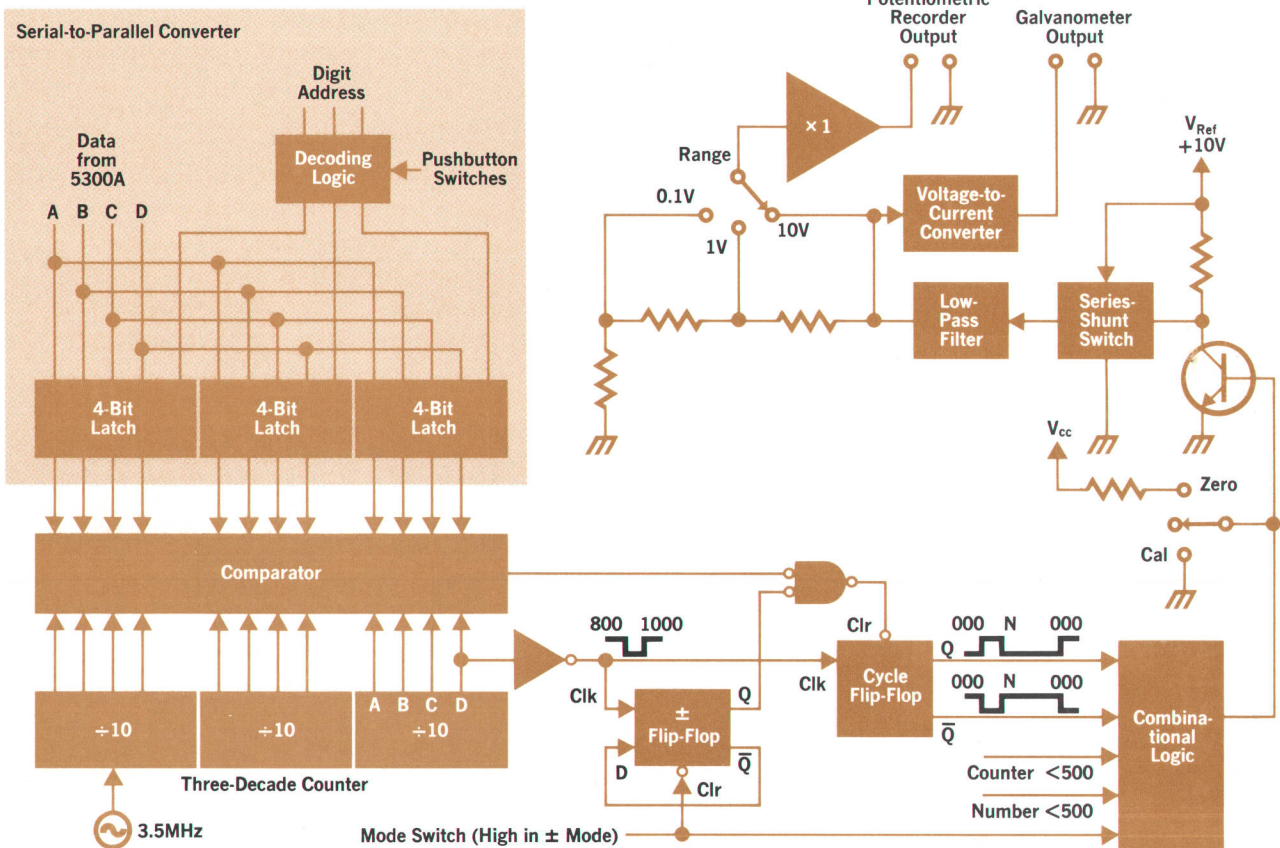 Serial-to-Parallel Converter
Digit
Address
Data
from
5300A
A B C D
Decoding
Logic
Pushbutton
Switches
4-Bit
Latch
4-Bit
Latch
4-Bit
Latch
Comparator
A B C D
÷10
÷10
÷10
Three-Decade Counter
3.5MHz
Potentiometric
Recorder
Output
Galvanometer
Output
×1
Range
0.1V
1V
10V
Voltage-to-
Current
Converter
VRef
+10V
Low-
Pass
Filter
Series-
Shunt
Switch
Vcc
Zero
Cal
800 1000
Clk
Q
±
Flip-Flop
D
Q̅
Clr
Clr
Clk
Cycle
Flip-Flop
Q
000 N 000
000 N 000
Q̅
Counter <500
Number <500
Combina-
tional
Logic
Mode Switch (High in ± Mode)